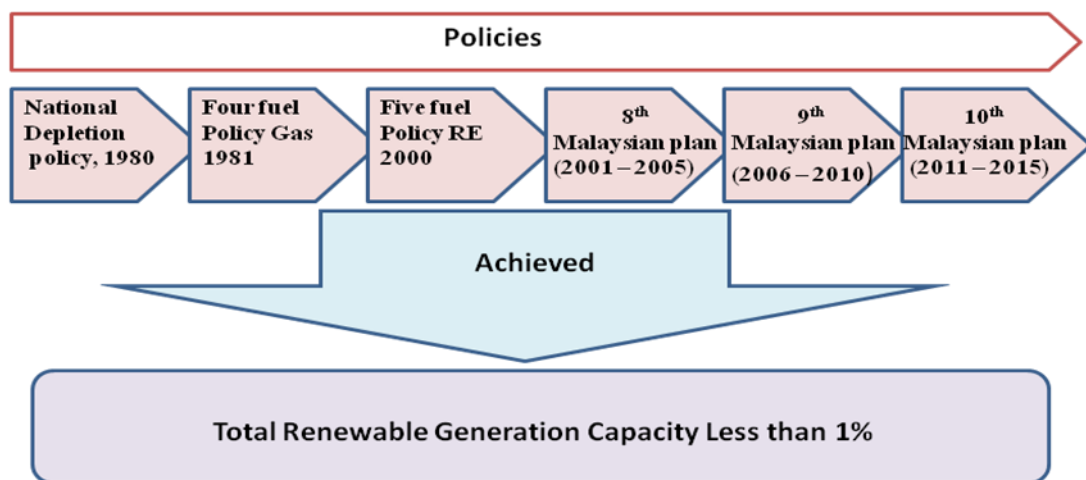 Policies
National
Depletion
policy, 1980
Four fuel
Policy Gas
1981
Five fuel
Policy RE
2000
8th
Malaysian plan
(2001–2005)
9th
Malaysian plan
(2006–2010)
10th
Malaysian plan
(2011–2015)
Achieved
Total Renewable Generation Capacity Less than 1%